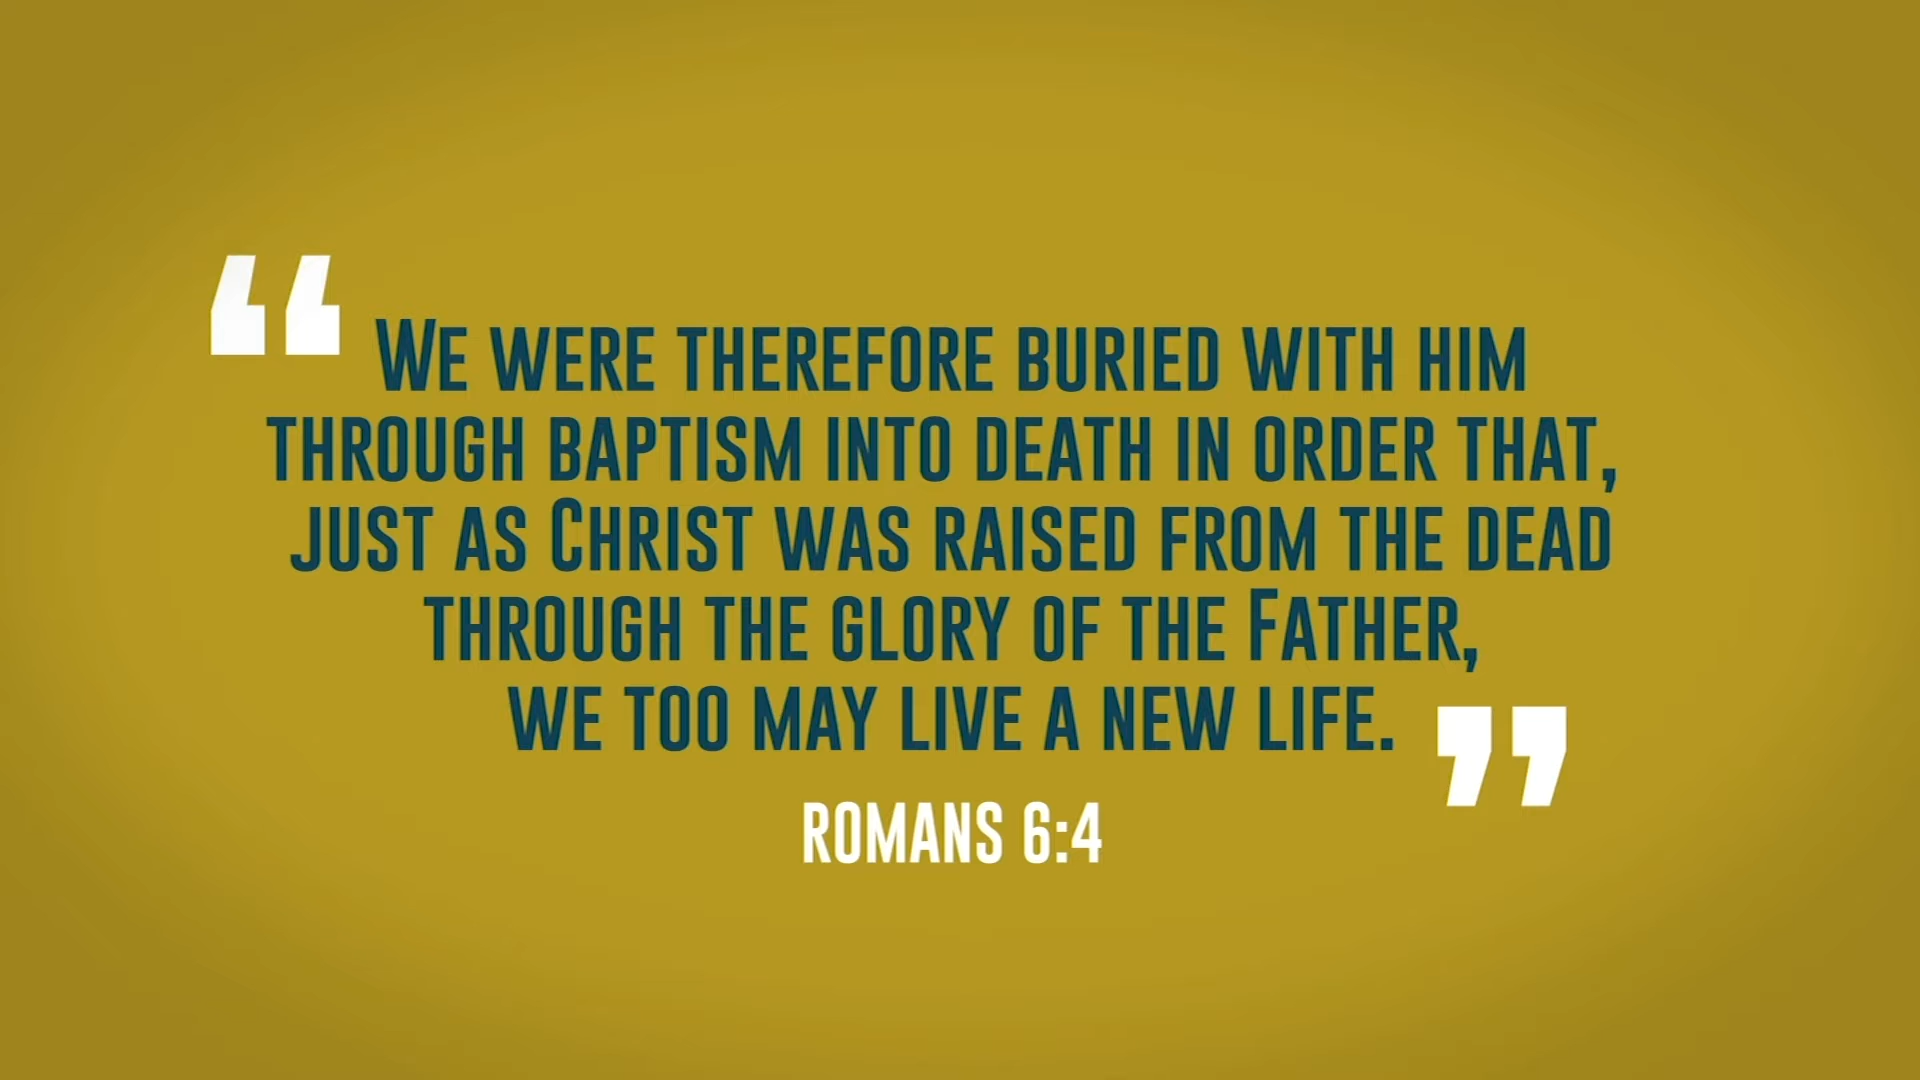 “We were therefore buried with him
through baptism into death in order that,
just as Christ was raised from the dead
through the glory of the Father,
we too may live a new life.”
ROMANS 6:4